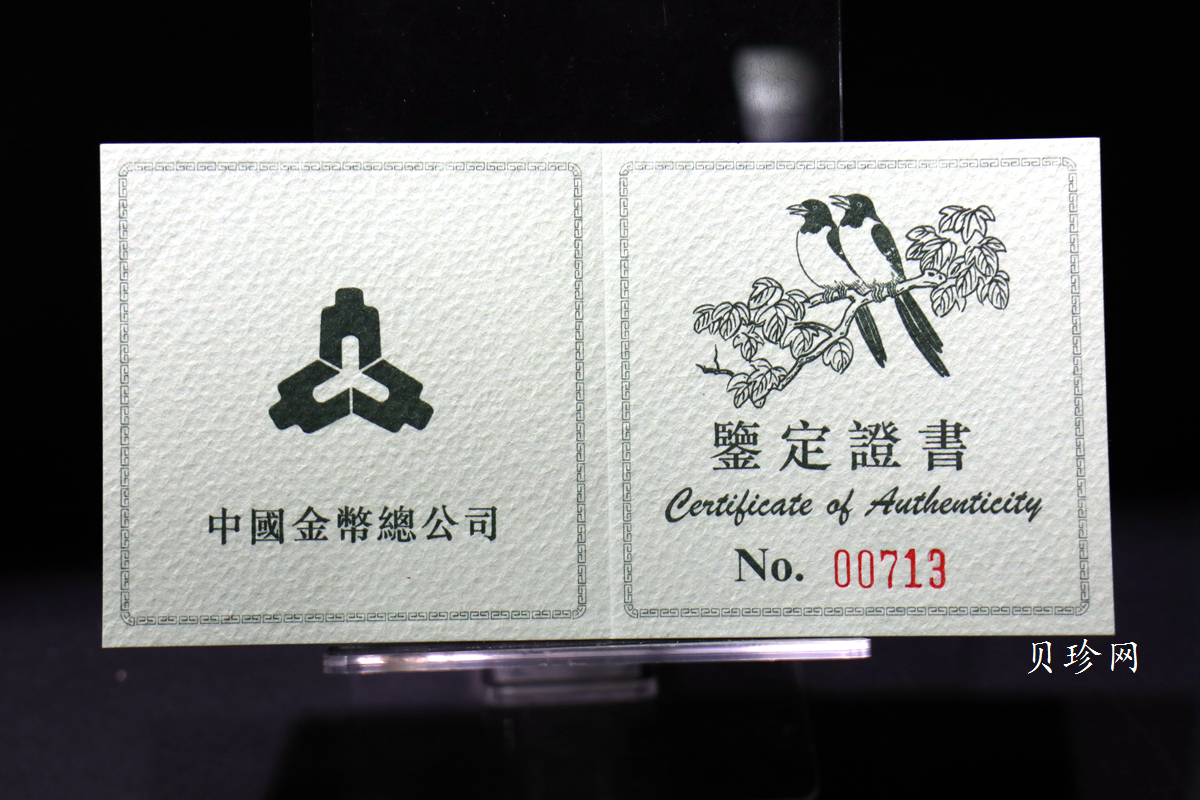 中國金幣總公司
鑒定證書
Certificate of Authenticity
No. 00713
贝珍网